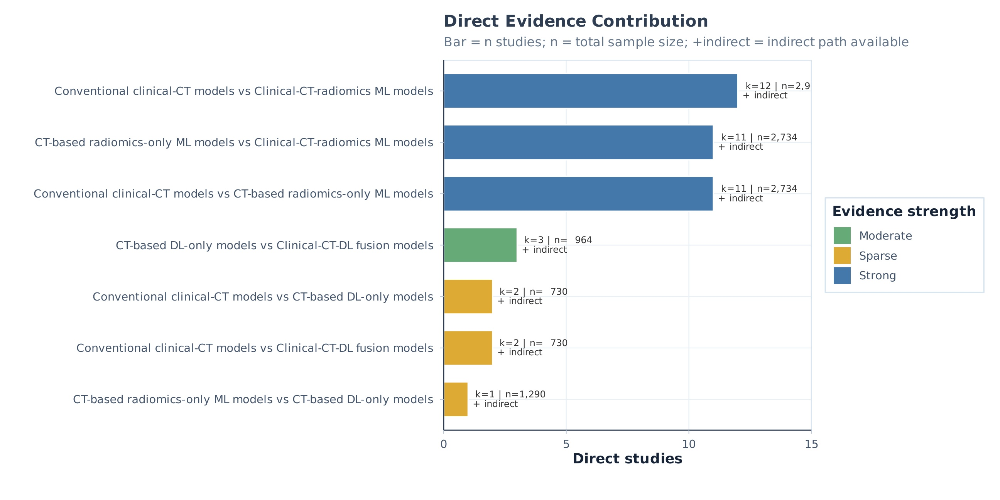 Direct Evidence Contribution
Bar = n studies; n = total sample size; +indirect = indirect path available
Conventional clinical-CT models vs Clinical-CT-radiomics ML models
k=12 | n=2,9
+ indirect
CT-based radiomics-only ML models vs Clinical-CT-radiomics ML models
k=11 | n=2,734
+ indirect
Conventional clinical-CT models vs CT-based radiomics-only ML models
k=11 | n=2,734
+ indirect
CT-based DL-only models vs Clinical-CT-DL fusion models
k=3 | n=  964
+ indirect
Conventional clinical-CT models vs CT-based DL-only models
k=2 | n=  730
+ indirect
Conventional clinical-CT models vs Clinical-CT-DL fusion models
k=2 | n=  730
+ indirect
CT-based radiomics-only ML models vs CT-based DL-only models
k=1 | n=1,290
+ indirect
0 5 10 15
Direct studies
Evidence strength
Moderate
Sparse
Strong